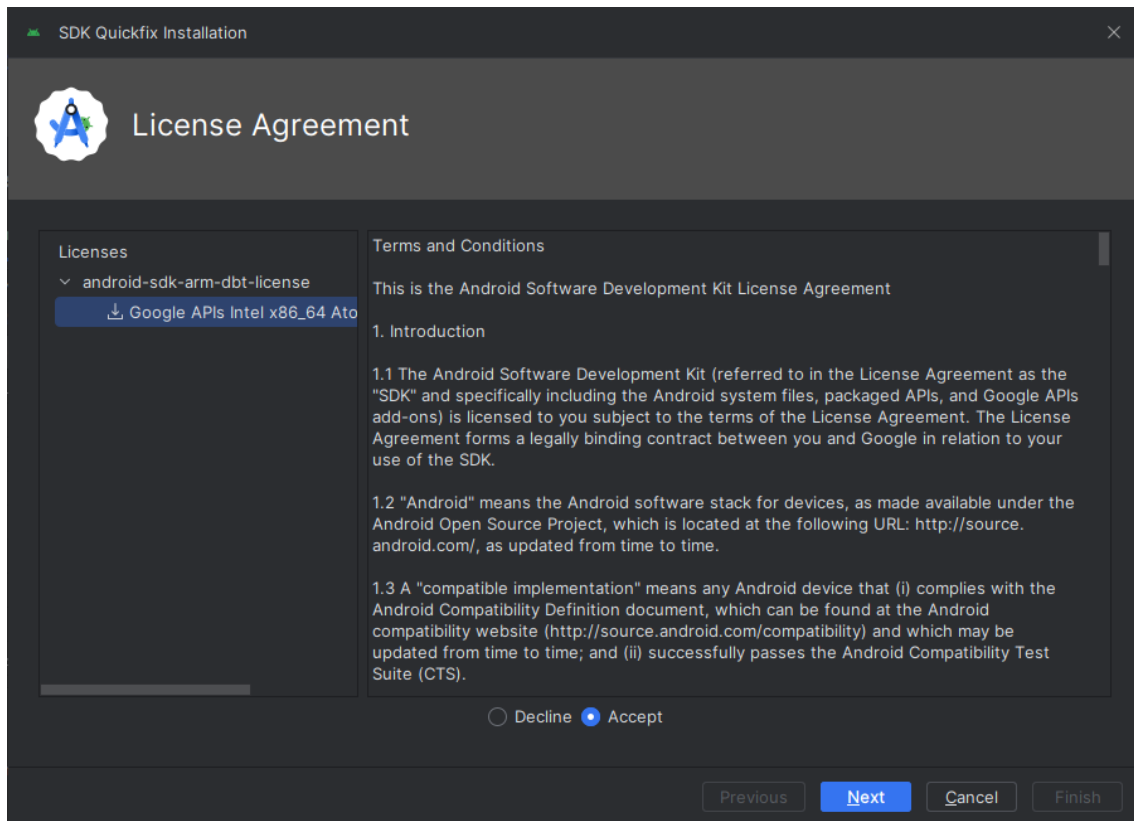 SDK Quickfix Installation
License Agreement
Licenses
android-sdk-arm-dbt-license
Google APIs Intel x86_64 Ato
Terms and Conditions
This is the Android Software Development Kit License Agreement
1. Introduction
1.1 The Android Software Development Kit (referred to in the License Agreement as the
"SDK" and specifically including the Android system files, packaged APIs, and Google APIs
add-ons) is licensed to you subject to the terms of the License Agreement. The License
Agreement forms a legally binding contract between you and Google in relation to your
use of the SDK.
1.2 "Android" means the Android software stack for devices, as made available under the
Android Open Source Project, which is located at the following URL: http://source.
android.com/, as updated from time to time.
1.3 A "compatible implementation" means any Android device that (i) complies with the
Android Compatibility Definition document, which can be found at the Android
compatibility website (http://source.android.com/compatibility) and which may be
updated from time to time; and (ii) successfully passes the Android Compatibility Test
Suite (CTS).
Decline Accept
Previous Next Cancel Finish